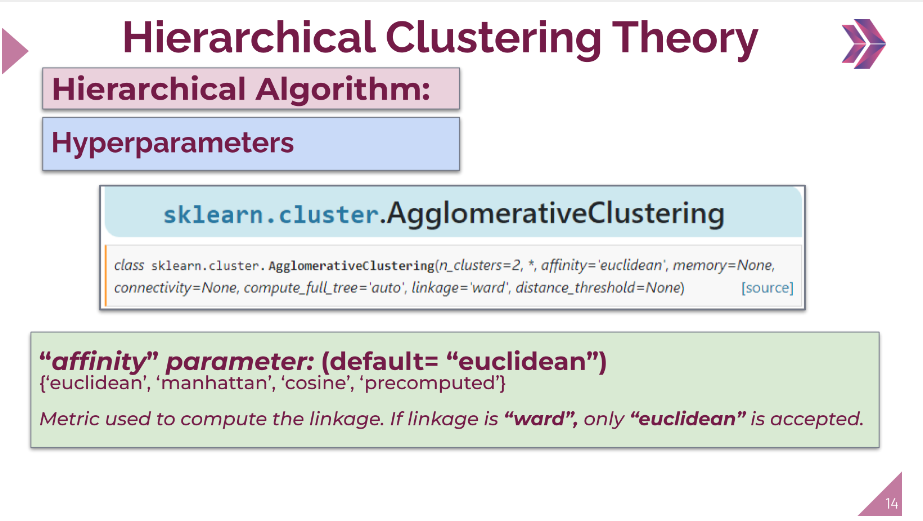 Hierarchical Clustering Theory
Hierarchical Algorithm:
Hyperparameters
sklearn.cluster.AgglomerativeClustering
class sklearn.cluster.AgglomerativeClustering(n_clusters=2, *, affinity='euclidean', memory=None,
connectivity=None, compute_full_tree='auto', linkage='ward', distance_threshold=None) [source]
“affinity” parameter: (default= “euclidean”)
{‘euclidean’, ‘manhattan’, ‘cosine’, ‘precomputed’}
Metric used to compute the linkage. If linkage is “ward”, only “euclidean” is accepted.
14